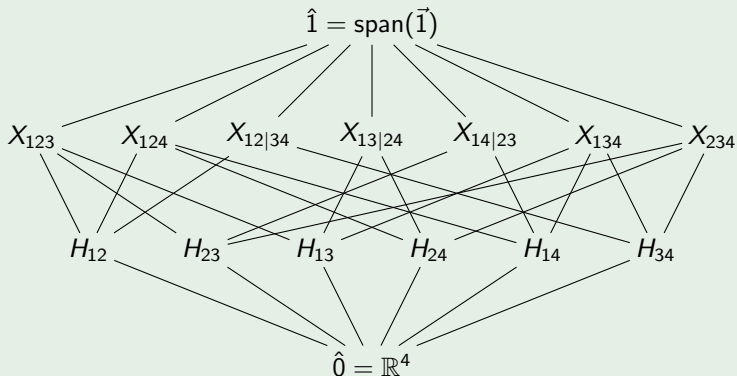 1̂ = span(1⃗)
X₁₂₃ X₁₂₄ X₁₂|₃₄ X₁₃|₂₄ X₁₄|₂₃ X₁₃₄ X₂₃₄
H₁₂ H₂₃ H₁₃ H₂₄ H₁₄ H₃₄
0̂ = ℝ⁴